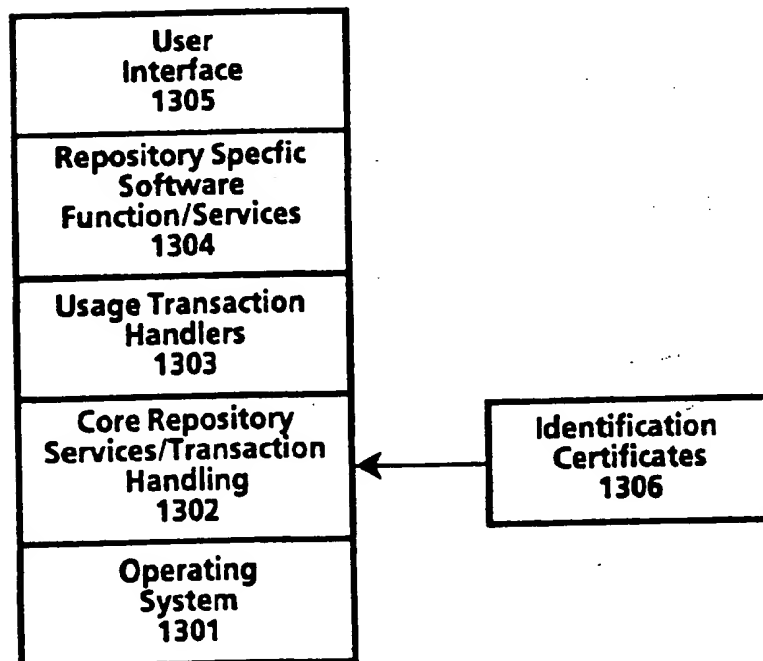 User
Interface
1305
Repository Specfic
Software
Function/Services
1304
Usage Transaction
Handlers
1303
Core Repository
Services/Transaction
Handling
1302
Identification
Certificates
1306
Operating
System
1301